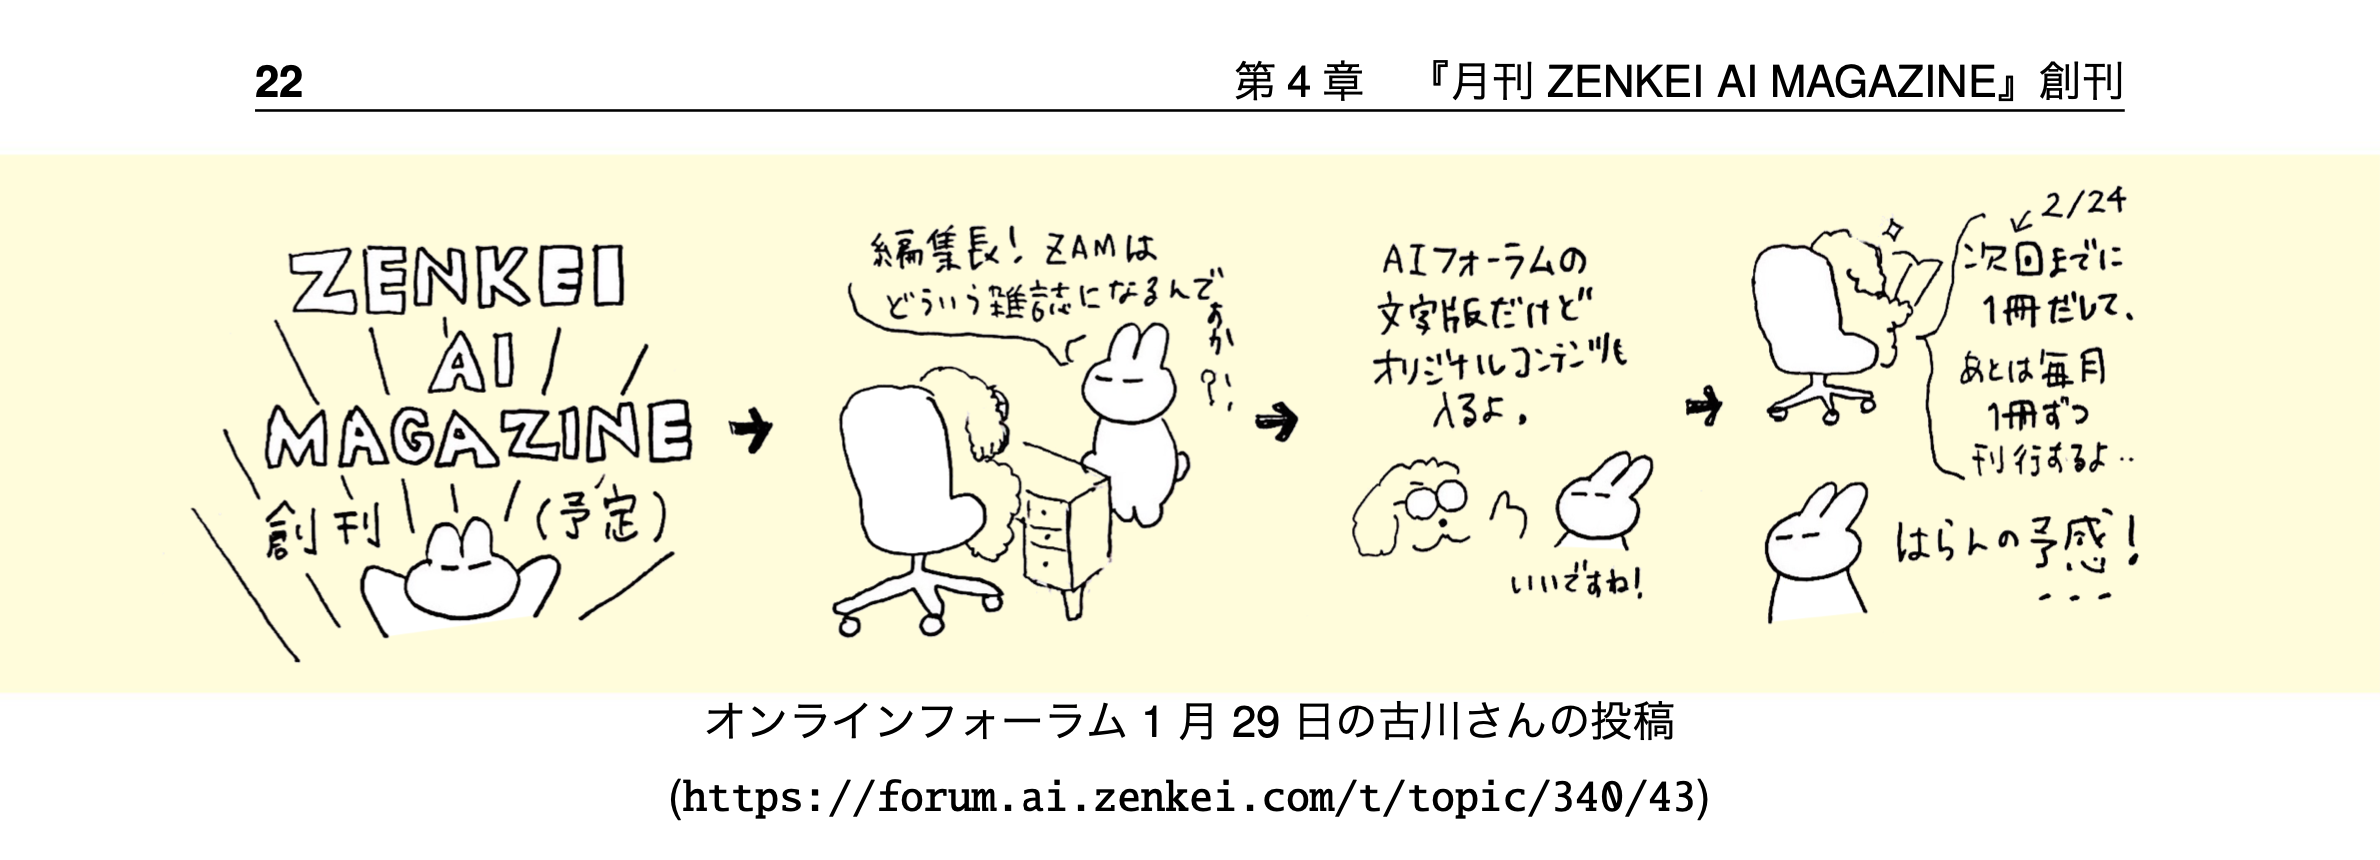 22
第 4 章　『月刊 ZENKEI AI MAGAZINE』創刊
ZENKEI
AI
MAGAZINE
創刊 (予定)
編集長! ZAMは
どういう雑誌になるんですか?!
AIフォーラムの
文字版だけど
オリジナルコンテンツも
入るよ。
いいですね!
2/24
次回までに
1冊だして、
あとは毎月
1冊ずつ
刊行するよ‥
はらんの予感!
オンラインフォーラム 1 月 29 日の古川さんの投稿
(https://forum.ai.zenkei.com/t/topic/340/43)